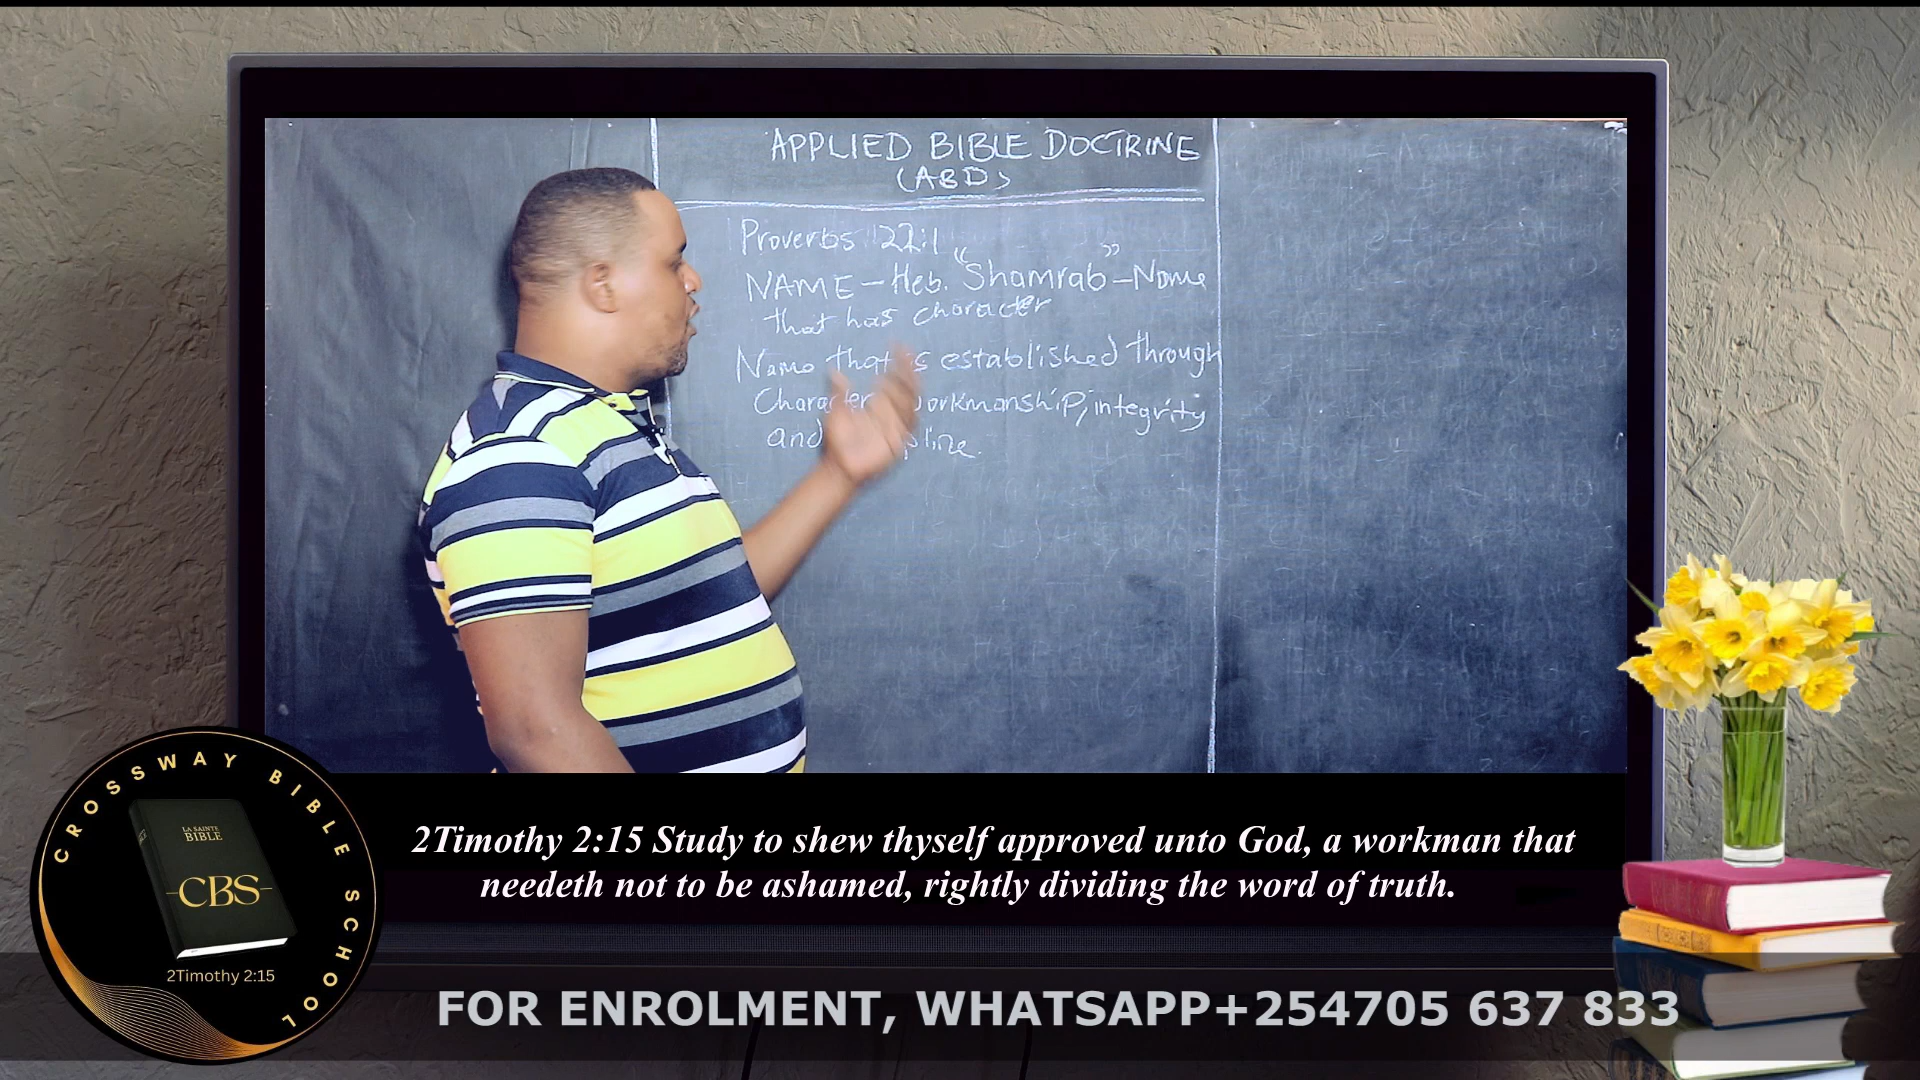 APPLIED BIBLE DOCTRINE
(ABD)
Proverbs 22:1
NAME - Heb. "Shamrab" - Name
that has character
Name that is established through
Character workmanship, integrity
and
CROSSWAY BIBLE SCHOOL
LA SAINTE
BIBLE
CBS
2Timothy 2:15
2Timothy 2:15 Study to shew thyself approved unto God, a workman that
needeth not to be ashamed, rightly dividing the word of truth.
FOR ENROLMENT, WHATSAPP+254705 637 833